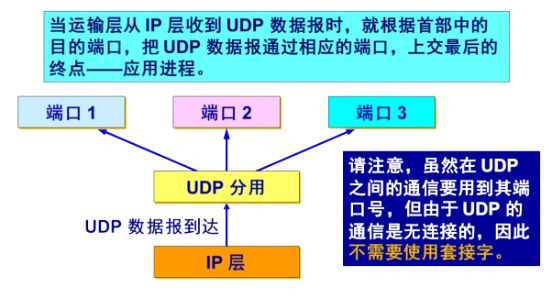 当运输层从 IP 层收到 UDP 数据报时，就根据首部中的
目的端口，把 UDP 数据报通过相应的端口，上交最后的
终点——应用进程。
端口 1
端口 2
端口 3
UDP 分用
UDP 数据报到达
IP 层
请注意，虽然在 UDP
之间的通信要用到其端
口号，但由于 UDP 的
通信是无连接的，因此
不需要使用套接字。